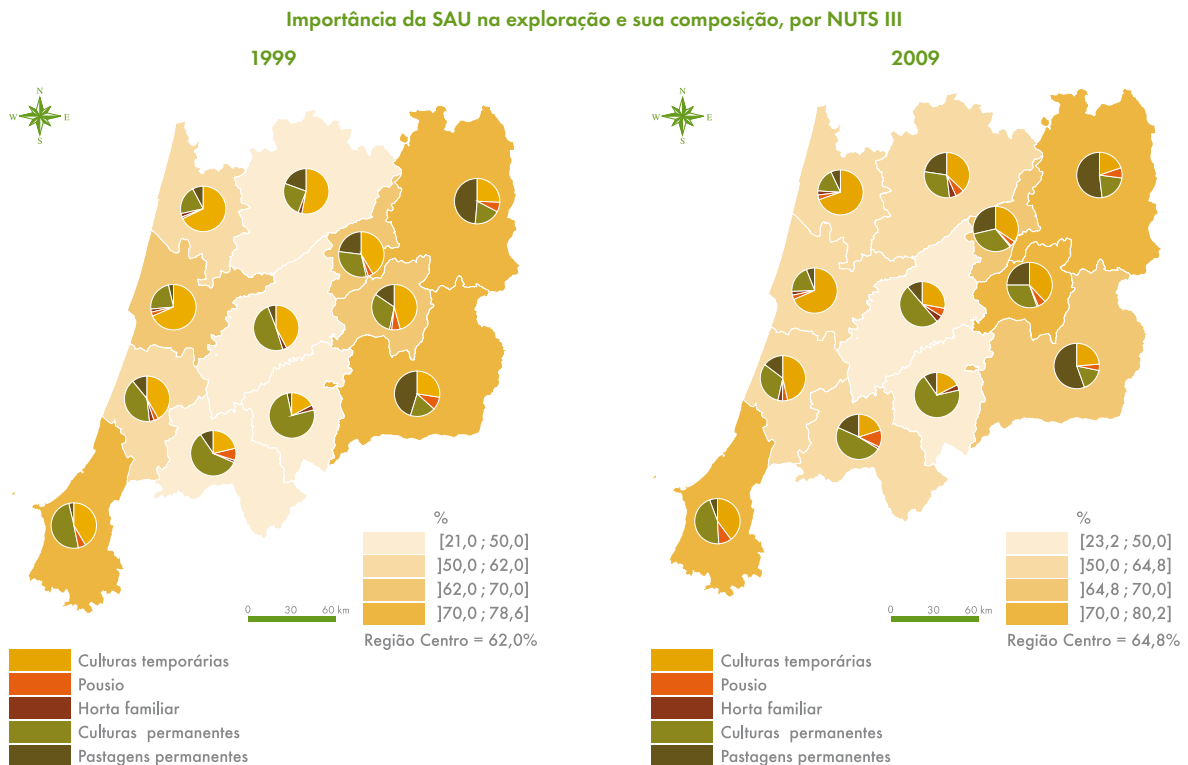 Importância da SAU na exploração e sua composição, por NUTS III
1999
N
W E
S
%
[21,0 ; 50,0]
]50,0 ; 62,0]
]62,0 ; 70,0]
]70,0 ; 78,6]
Região Centro = 62,0%
0 30 60 km
Culturas temporárias
Pousio
Horta familiar
Culturas permanentes
Pastagens permanentes
2009
N
W E
S
%
[23,2 ; 50,0]
]50,0 ; 64,8]
]64,8 ; 70,0]
]70,0 ; 80,2]
Região Centro = 64,8%
0 30 60 km
Culturas temporárias
Pousio
Horta familiar
Culturas permanentes
Pastagens permanentes